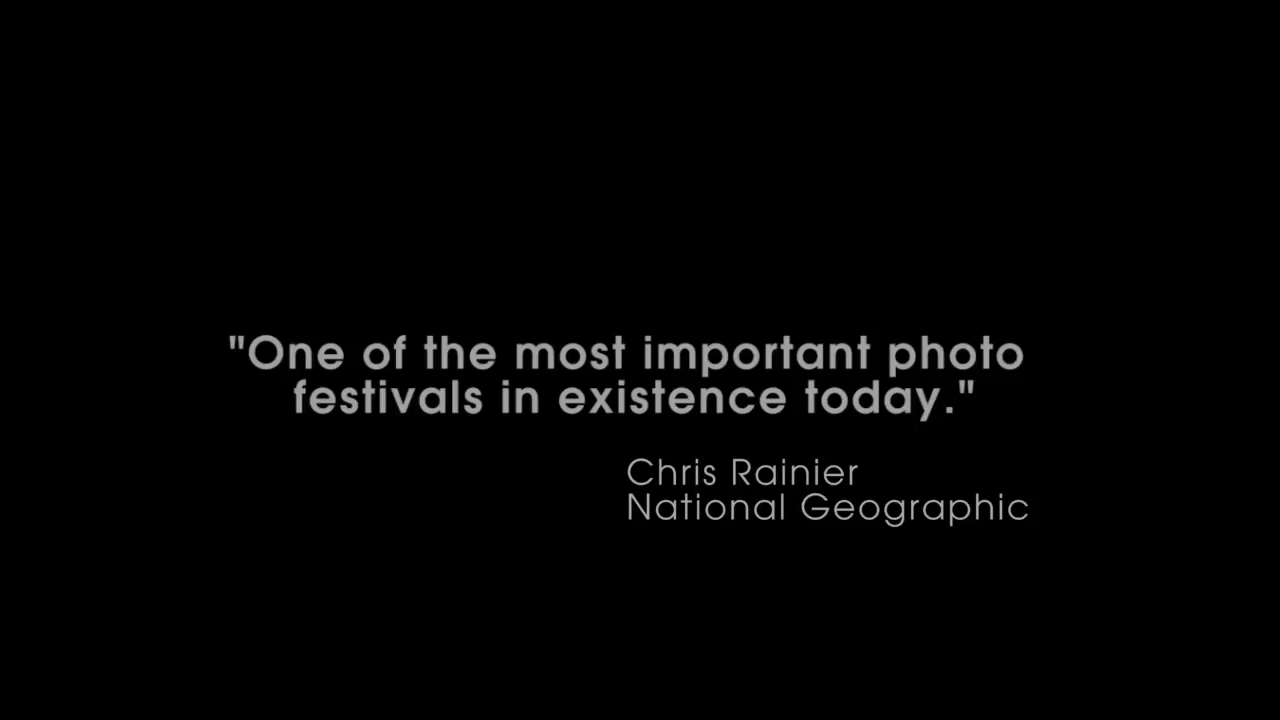 "One of the most important photo
festivals in existence today."
Chris Rainier
National Geographic